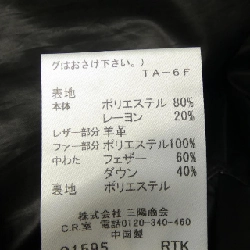 グはおさけ下さい。)
TA-6F
表地
本体 ポリエステル 80%
レーヨン 20%
レザー部分 羊革
ファー部分 ポリエステル100%
中わた フェザー 60%
ダウン 40%
裏地 ポリエステル
株式会社 三陽商会
C.R.室 電話0120-340-460
中国製
21595 RTK